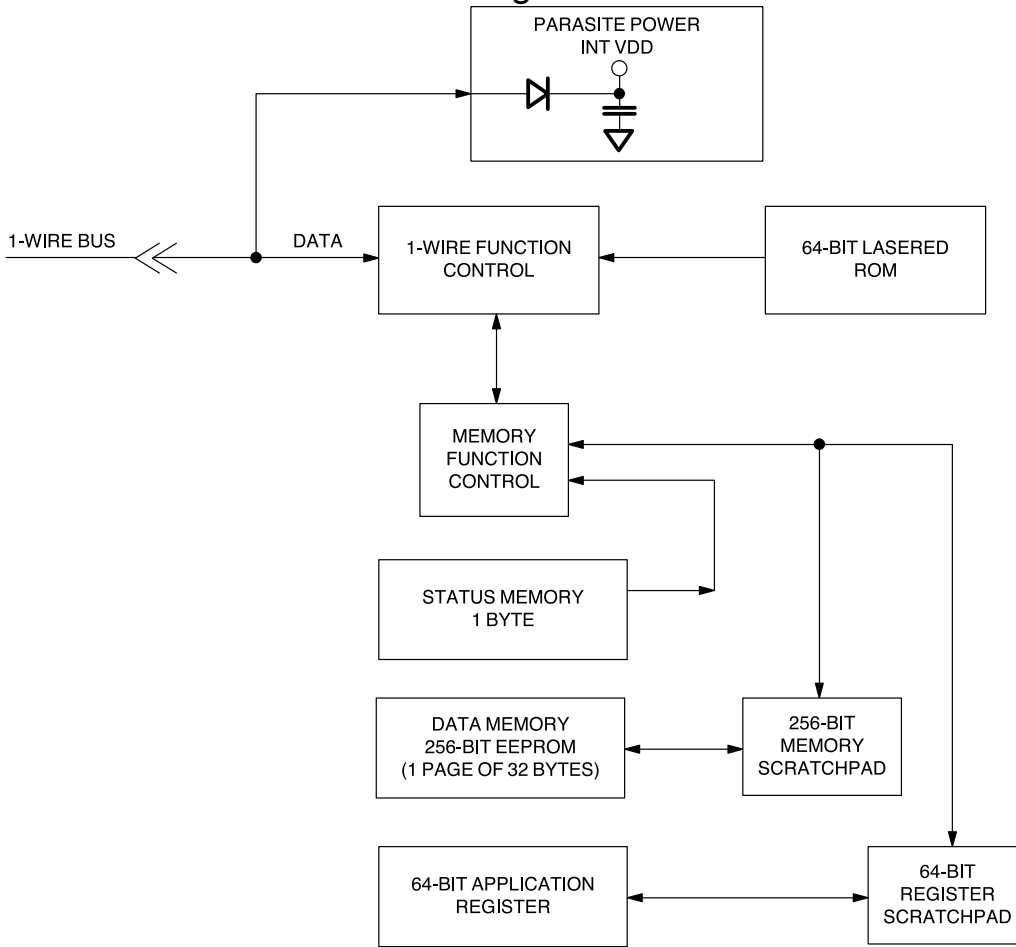 PARASITE POWER
INT VDD
1-WIRE BUS
DATA
1-WIRE FUNCTION
CONTROL
64-BIT LASERED
ROM
MEMORY
FUNCTION
CONTROL
STATUS MEMORY
1 BYTE
DATA MEMORY
256-BIT EEPROM
(1 PAGE OF 32 BYTES)
256-BIT
MEMORY
SCRATCHPAD
64-BIT APPLICATION
REGISTER
64-BIT
REGISTER
SCRATCHPAD